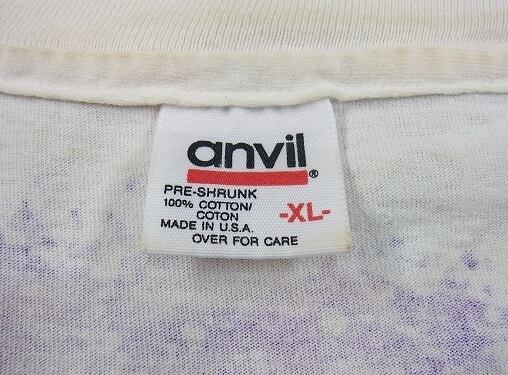 anvil®
PRE-SHRUNK
100% COTTON/
COTON
-XL-
MADE IN U.S.A.
OVER FOR CARE